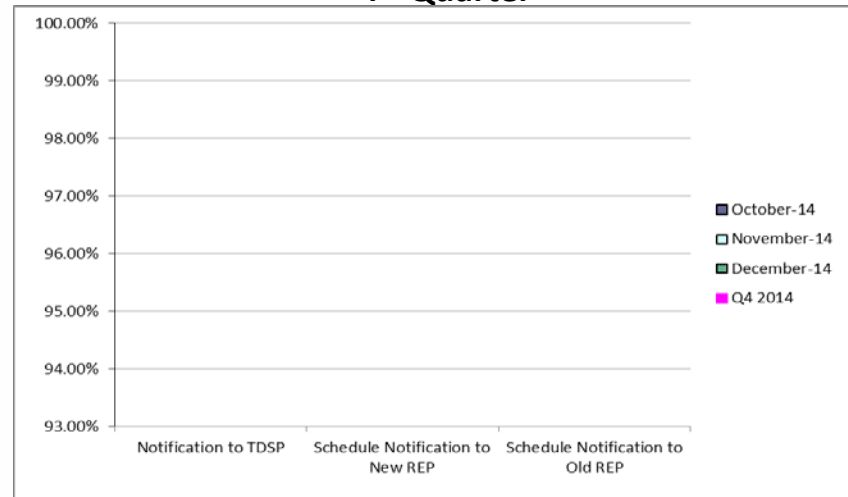 100.00%
99.00%
98.00%
97.00%
96.00%
95.00%
94.00%
93.00%
Notification to TDSP
Schedule Notification to
New REP
Schedule Notification to
Old REP
October-14
November-14
December-14
Q4 2014